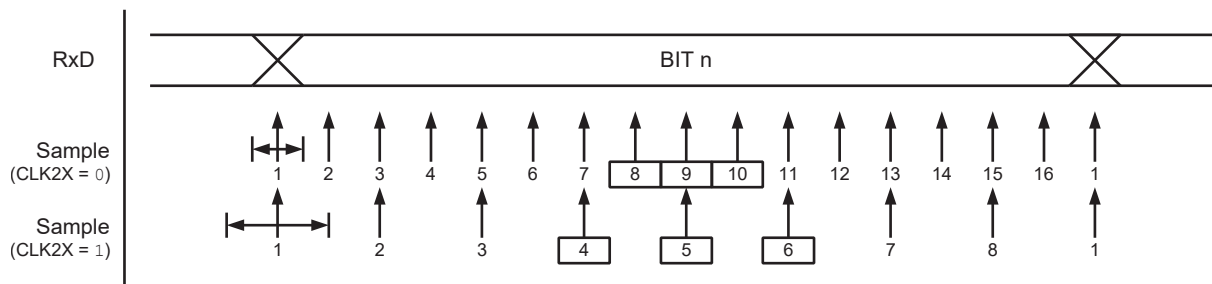 RxD BIT n
Sample
(CLK2X = 0) 1 2 3 4 5 6 7 8 9 10 11 12 13 14 15 16 1
Sample
(CLK2X = 1) 1 2 3 4 5 6 7 8 1